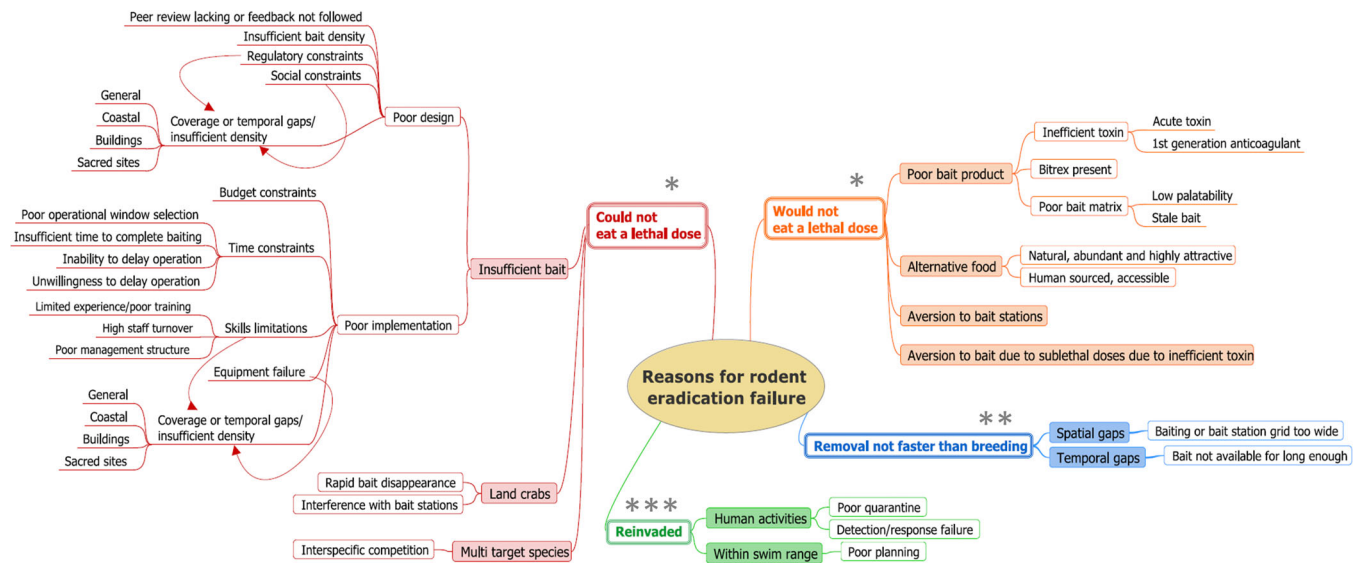 Peer review lacking or feedback not followed
Insufficient bait density
Regulatory constraints
Social constraints
General
Coastal
Buildings
Sacred sites
Coverage or temporal gaps/
insufficient density
Poor design
Budget constraints
Poor operational window selection
Insufficient time to complete baiting
Inability to delay operation
Unwillingness to delay operation
Time constraints
Limited experience/poor training
High staff turnover
Poor management structure
Skills limitations
Equipment failure
General
Coastal
Buildings
Sacred sites
Coverage or temporal gaps/
insufficient density
Poor implementation
Insufficient bait
Rapid bait disappearance
Interference with bait stations
Land crabs
Interspecific competition
Multi target species
*
Could not
eat a lethal dose
Reasons for rodent
eradication failure
*
Would not
eat a lethal dose
Poor bait product
Inefficient toxin
Acute toxin
1st generation anticoagulant
Bitrex present
Poor bait matrix
Low palatability
Stale bait
Alternative food
Natural, abundant and highly attractive
Human sourced, accessible
Aversion to bait stations
Aversion to bait due to sublethal doses due to inefficient toxin
**
Removal not faster than breeding
Spatial gaps
Baiting or bait station grid too wide
Temporal gaps
Bait not available for long enough
***
Reinvaded
Human activities
Poor quarantine
Detection/response failure
Within swim range
Poor planning